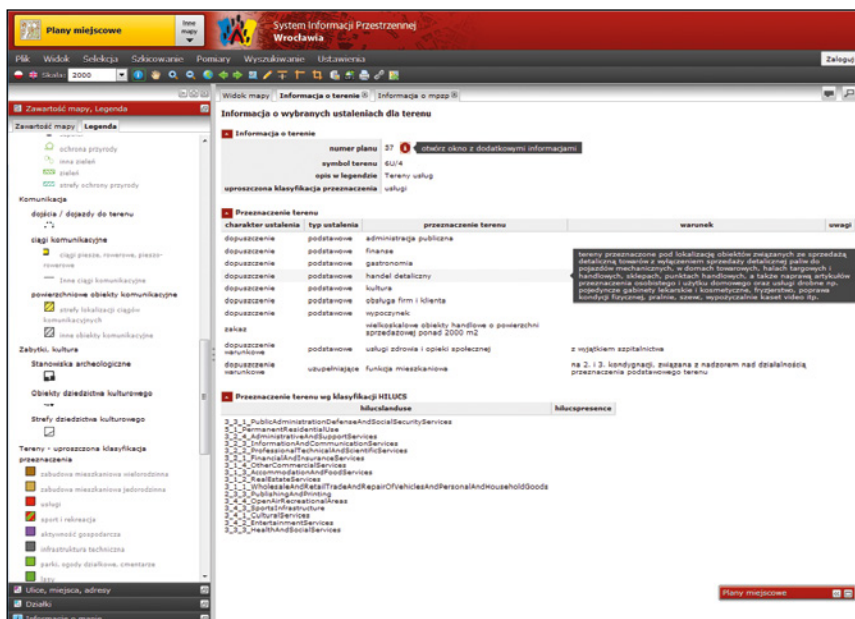 Plany miejscowe
Inne
mapy
System Informacji Przestrzennej
Wrocławia
Plik Widok Selekcja Szkicowanie Pomiary Wyszukiwanie Ustawienia
Zaloguj
Skala: 2000
Zawartość mapy, Legenda
Zawartość mapy Legenda
ochrona przyrody
inna zieleń
zieleń
strefy ochrony przyrody
Komunikacja
dojścia / dojazdy do terenu
ciągi komunikacyjne
ciągi piesze, rowerowe, pieszo-
rowerowe
Inne ciągi komunikacyjne
powierzchniowe obiekty komunikacyjne
strefy lokalizacji ciągów
komunikacyjnych
inne obiekty komunikacyjne
Zabytki, kultura
Stanowiska archeologiczne
Obiekty dziedzictwa kulturowego
Strefy dziedzictwa kulturowego
Tereny - uproszczona klasyfikacja
przeznaczenia
zabudowa mieszkaniowa wielorodzinna
zabudowa mieszkaniowa jednorodzinna
usługi
sport i rekreacja
aktywność gospodarcza
infrastruktura techniczna
parki, ogrody działkowe, cmentarze
lasy
Ulice, miejsca, adresy
Działki
Informacje o mapie
Widok mapy Informacja o terenie Informacja o mpzp
Informacja o wybranych ustaleniach dla terenu
Informacja o terenie
numer planu 57 otwórz okno z dodatkowymi informacjami
symbol terenu 6U/4
opis w legendzie Tereny usług
uproszczona klasyfikacja przeznaczenia usługi
Przeznaczenie terenu
charakter ustalenia typ ustalenia przeznaczenie terenu warunek uwagi
dopuszczenie podstawowe administracja publiczna
dopuszczenie podstawowe finanse
dopuszczenie podstawowe gastronomia
dopuszczenie podstawowe handel detaliczny
dopuszczenie podstawowe kultura
dopuszczenie podstawowe obsługa firm i klienta
dopuszczenie podstawowe wypoczynek
tereny przeznaczone pod lokalizację obiektów związanych ze sprzedażą
detaliczną towarów z wyłączeniem sprzedaży detalicznej paliw do
pojazdów mechanicznych, w domach towarowych, halach targowych i
handlowych, sklepach, punktach handlowych, a także naprawą artykułów
przeznaczenia osobistego i użytku domowego oraz usługi drobne np.
pojedyncze gabinety lekarskie i kosmetyczne, fryzjerstwo, poprawa
kondycji fizycznej, pralnie, szewc, wypożyczalnie kaset video itp.
zakaz wielkoskalowe obiekty handlowe o powierzchni
sprzedażowej ponad 2000 m2
dopuszczenie
warunkowe podstawowe usługi zdrowia i opieki społecznej z wyjątkiem szpitalnictwa
dopuszczenie
warunkowe uzupełniające funkcja mieszkaniowa na 2. i 3. kondygnacji, związana z nadzorem nad działalnością
przeznaczenia podstawowego terenu
Przeznaczenie terenu wg klasyfikacji HILUCS
hilucslanduse hilucspresence
3_3_1_PublicAdministrationDefenseAndSocialSecurityServices
5_1_PermanentResidentialUse
3_2_4_AdministrativeAndSupportServices
3_2_3_InformationAndCommunicationServices
3_2_2_ProfessionalTechnicalAndScientificServices
3_2_1_FinancialAndInsuranceServices
3_1_4_OtherCommercialServices
3_1_3_AccommodationAndFoodServices
3_1_2_RealEstateServices
3_1_1_WholesaleAndRetailTradeAndRepairOfVehiclesAndPersonalAndHouseholdGoods
2_3_3_PublishingAndPrinting
3_4_4_OpenAirRecreationalAreas
3_4_3_SportsInfrastructure
3_4_1_CulturalServices
3_4_2_EntertainmentServices
3_3_3_HealthAndSocialServices
Plany miejscowe